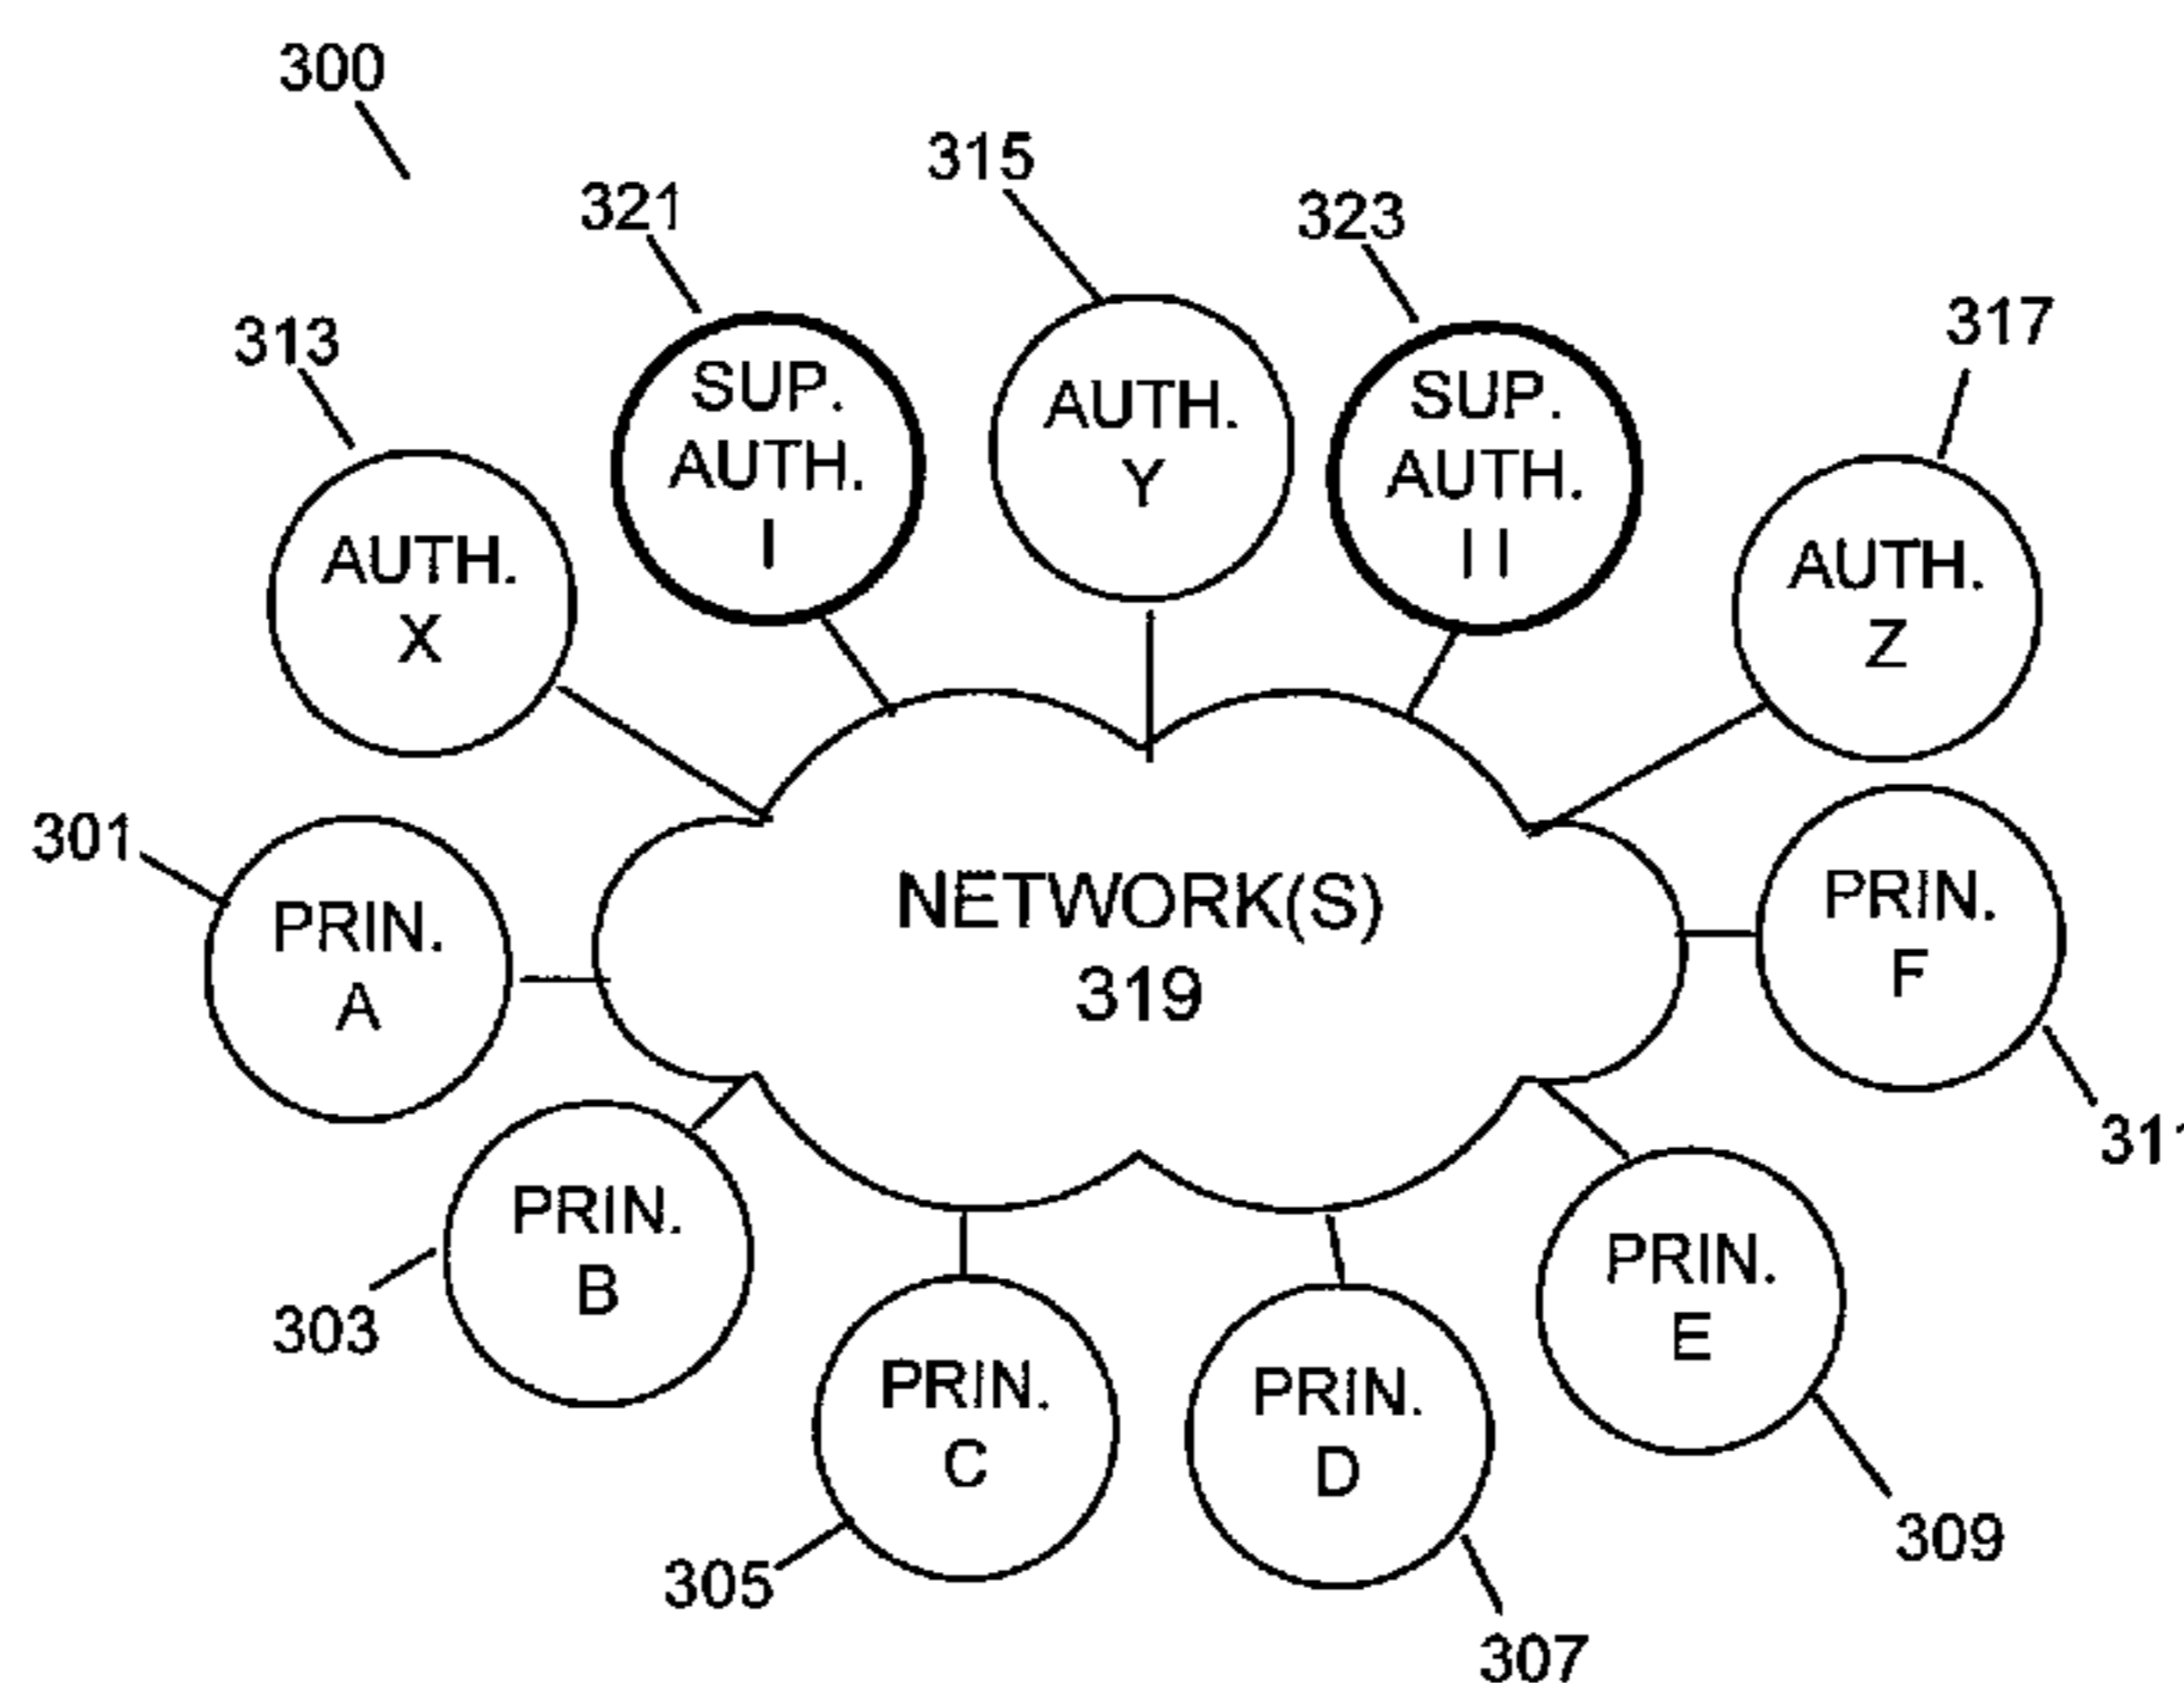 300
315
321
323
317
313
SUP.
AUTH.
I
AUTH.
Y
SUP.
AUTH.
II
AUTH.
X
AUTH.
Z
301
PRIN.
A
NETWORK(S)
319
PRIN.
F
311
PRIN.
B
303
PRIN.
E
PRIN.
C
PRIN.
D
305
309
307